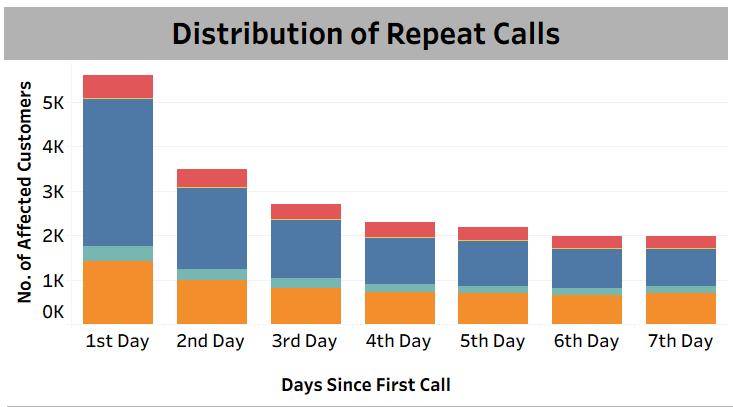 Distribution of Repeat Calls
No. of Affected Customers
5K
4K
3K
2K
1K
0K
1st Day 2nd Day 3rd Day 4th Day 5th Day 6th Day 7th Day
Days Since First Call